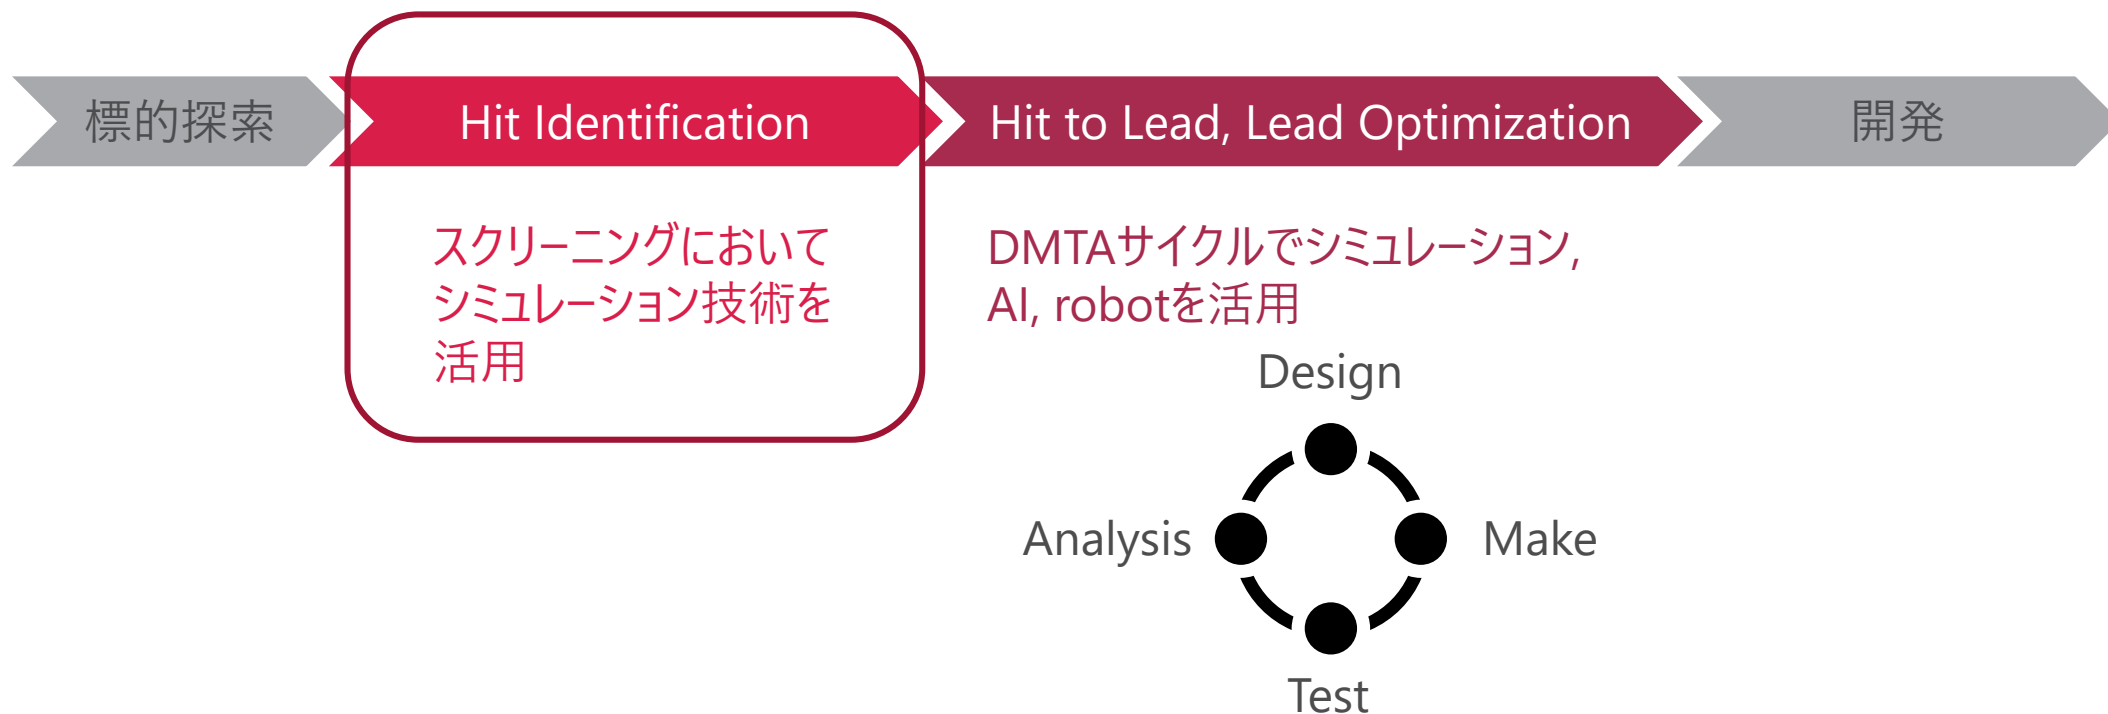 標的探索
Hit Identification
Hit to Lead, Lead Optimization
開発
スクリーニングにおいて
シミュレーション技術を
活用
DMTAサイクルでシミュレーション,
AI, robotを活用
Design
Analysis
Make
Test